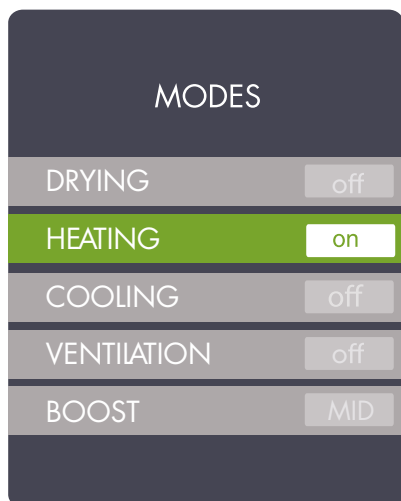 MODES
DRYING off
HEATING on
COOLING off
VENTILATION off
BOOST MID